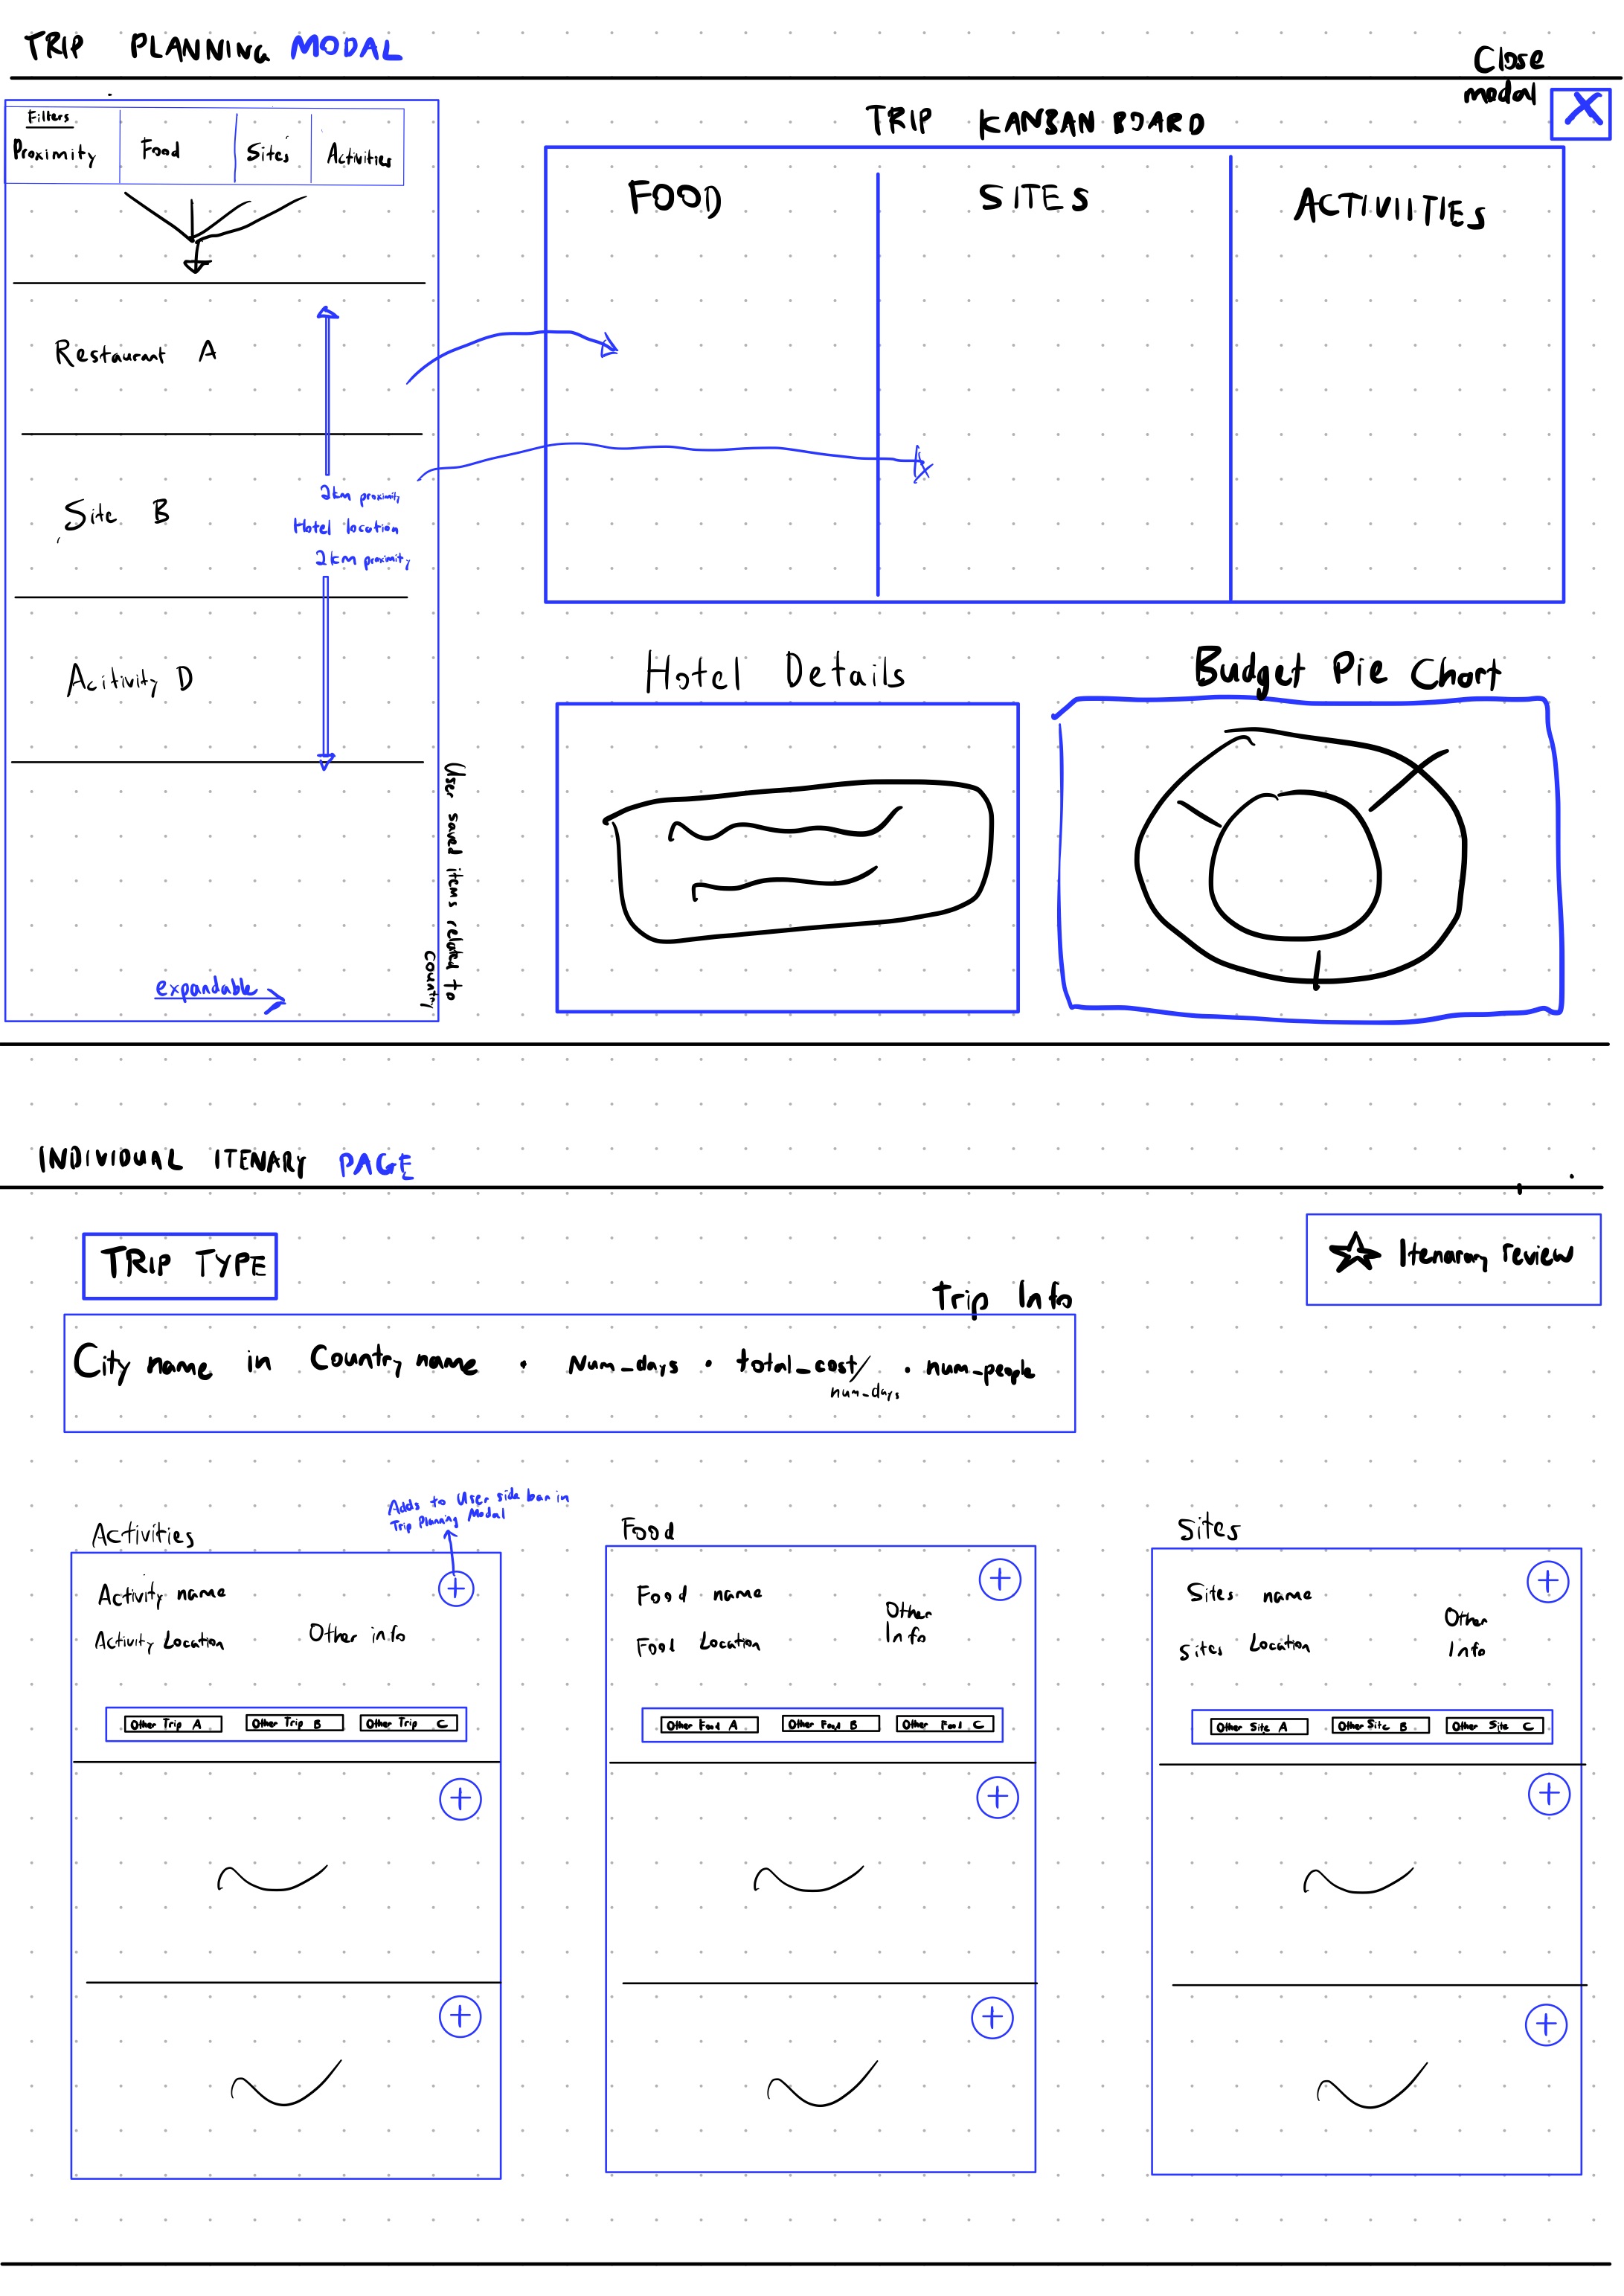 TRIP PLANNING MODAL
Close modal
X
Filters
Proximity
Food
Sites
Activities
TRIP KANBAN BOARD
FOOD
SITES
ACTIVIITIES
Restaurant A
Site B
2km proximity
Hotel location
2km proximity
Acitivity D
User saved items related to country
expandable
Hotel Details
Budget Pie Chart
INDIVIDUAL ITENARY PAGE
TRIP TYPE
Itenarary review
Trip Info
City name in Country name • Num_days • total_cost/num_days • num_people
Adds to User side bar in
Trip Planning Modal
Activities
Activity name
Activity Location
Other info
Other Trip A
Other Trip B
Other Trip C
Food
Food name
Food Location
Other
Info
Other Food A
Other Food B
Other Food C
Sites
Sites name
Sites Location
Other
Info
Other Site A
Other Site B
Other Site C